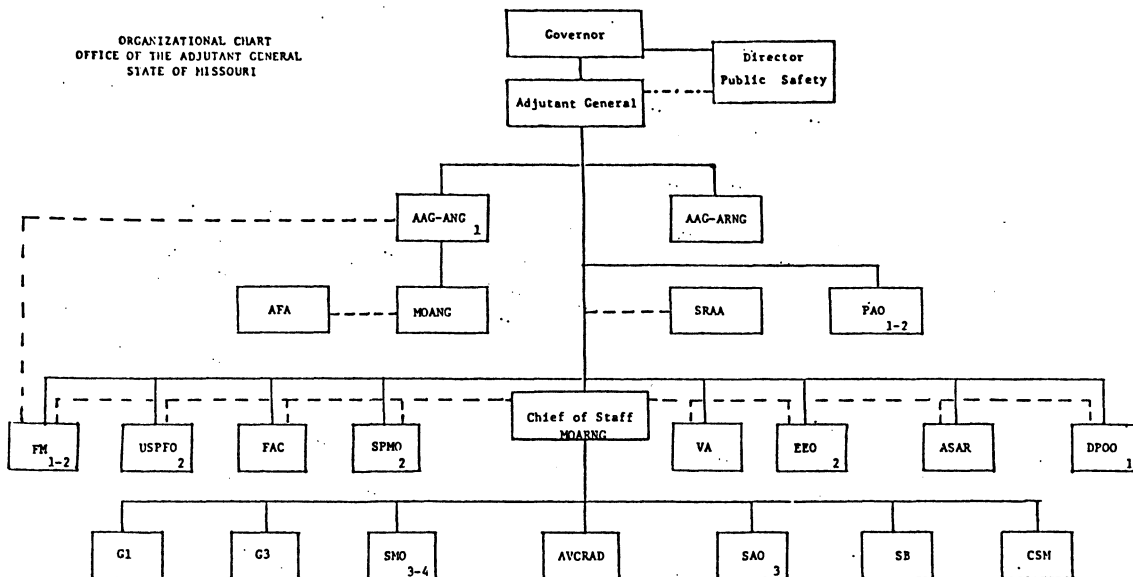 ORGANIZATIONAL CHART
OFFICE OF THE ADJUTANT GENERAL
STATE OF MISSOURI
Governor
Director
Public Safety
Adjutant General
AAG-ANG
1
AAG-ARNG
AFA
MOANG
SRAA
PAO
1-2
Chief of Staff
MOARNG
FM
1-2
USPFO
2
FAC
SPMO
2
VA
EEO
2
ASAR
DPOO
1
G1
G3
SMO
3-4
AVCRAD
SAO
3
SB
CSM